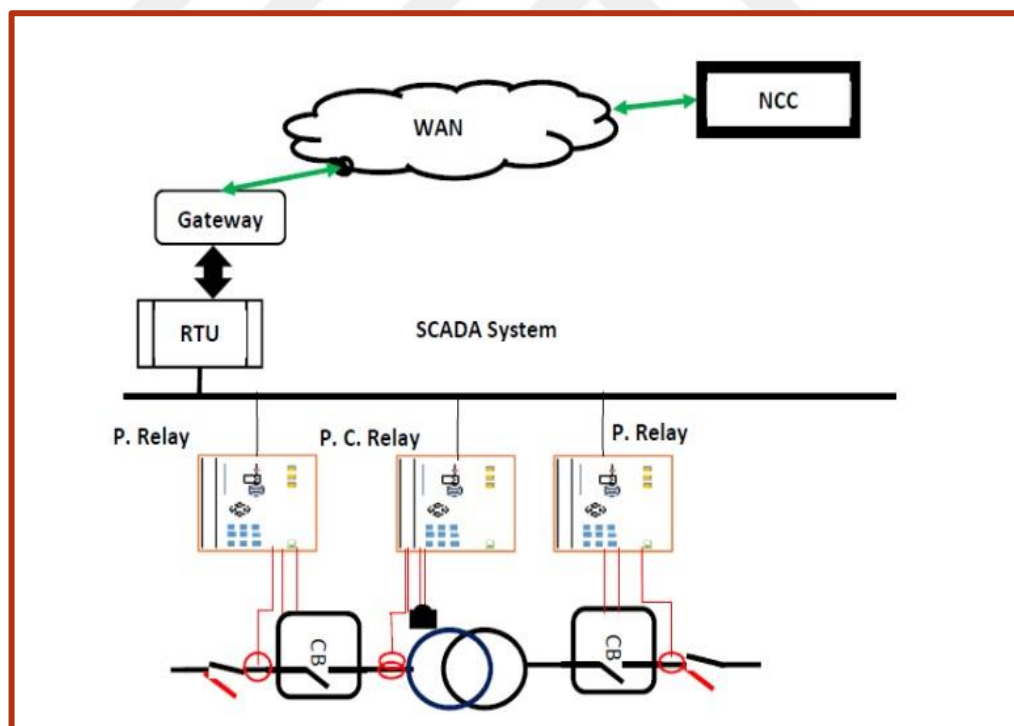 NCC
WAN
Gateway
RTU
SCADA System
P. Relay
P. C. Relay
P. Relay
CB
CB